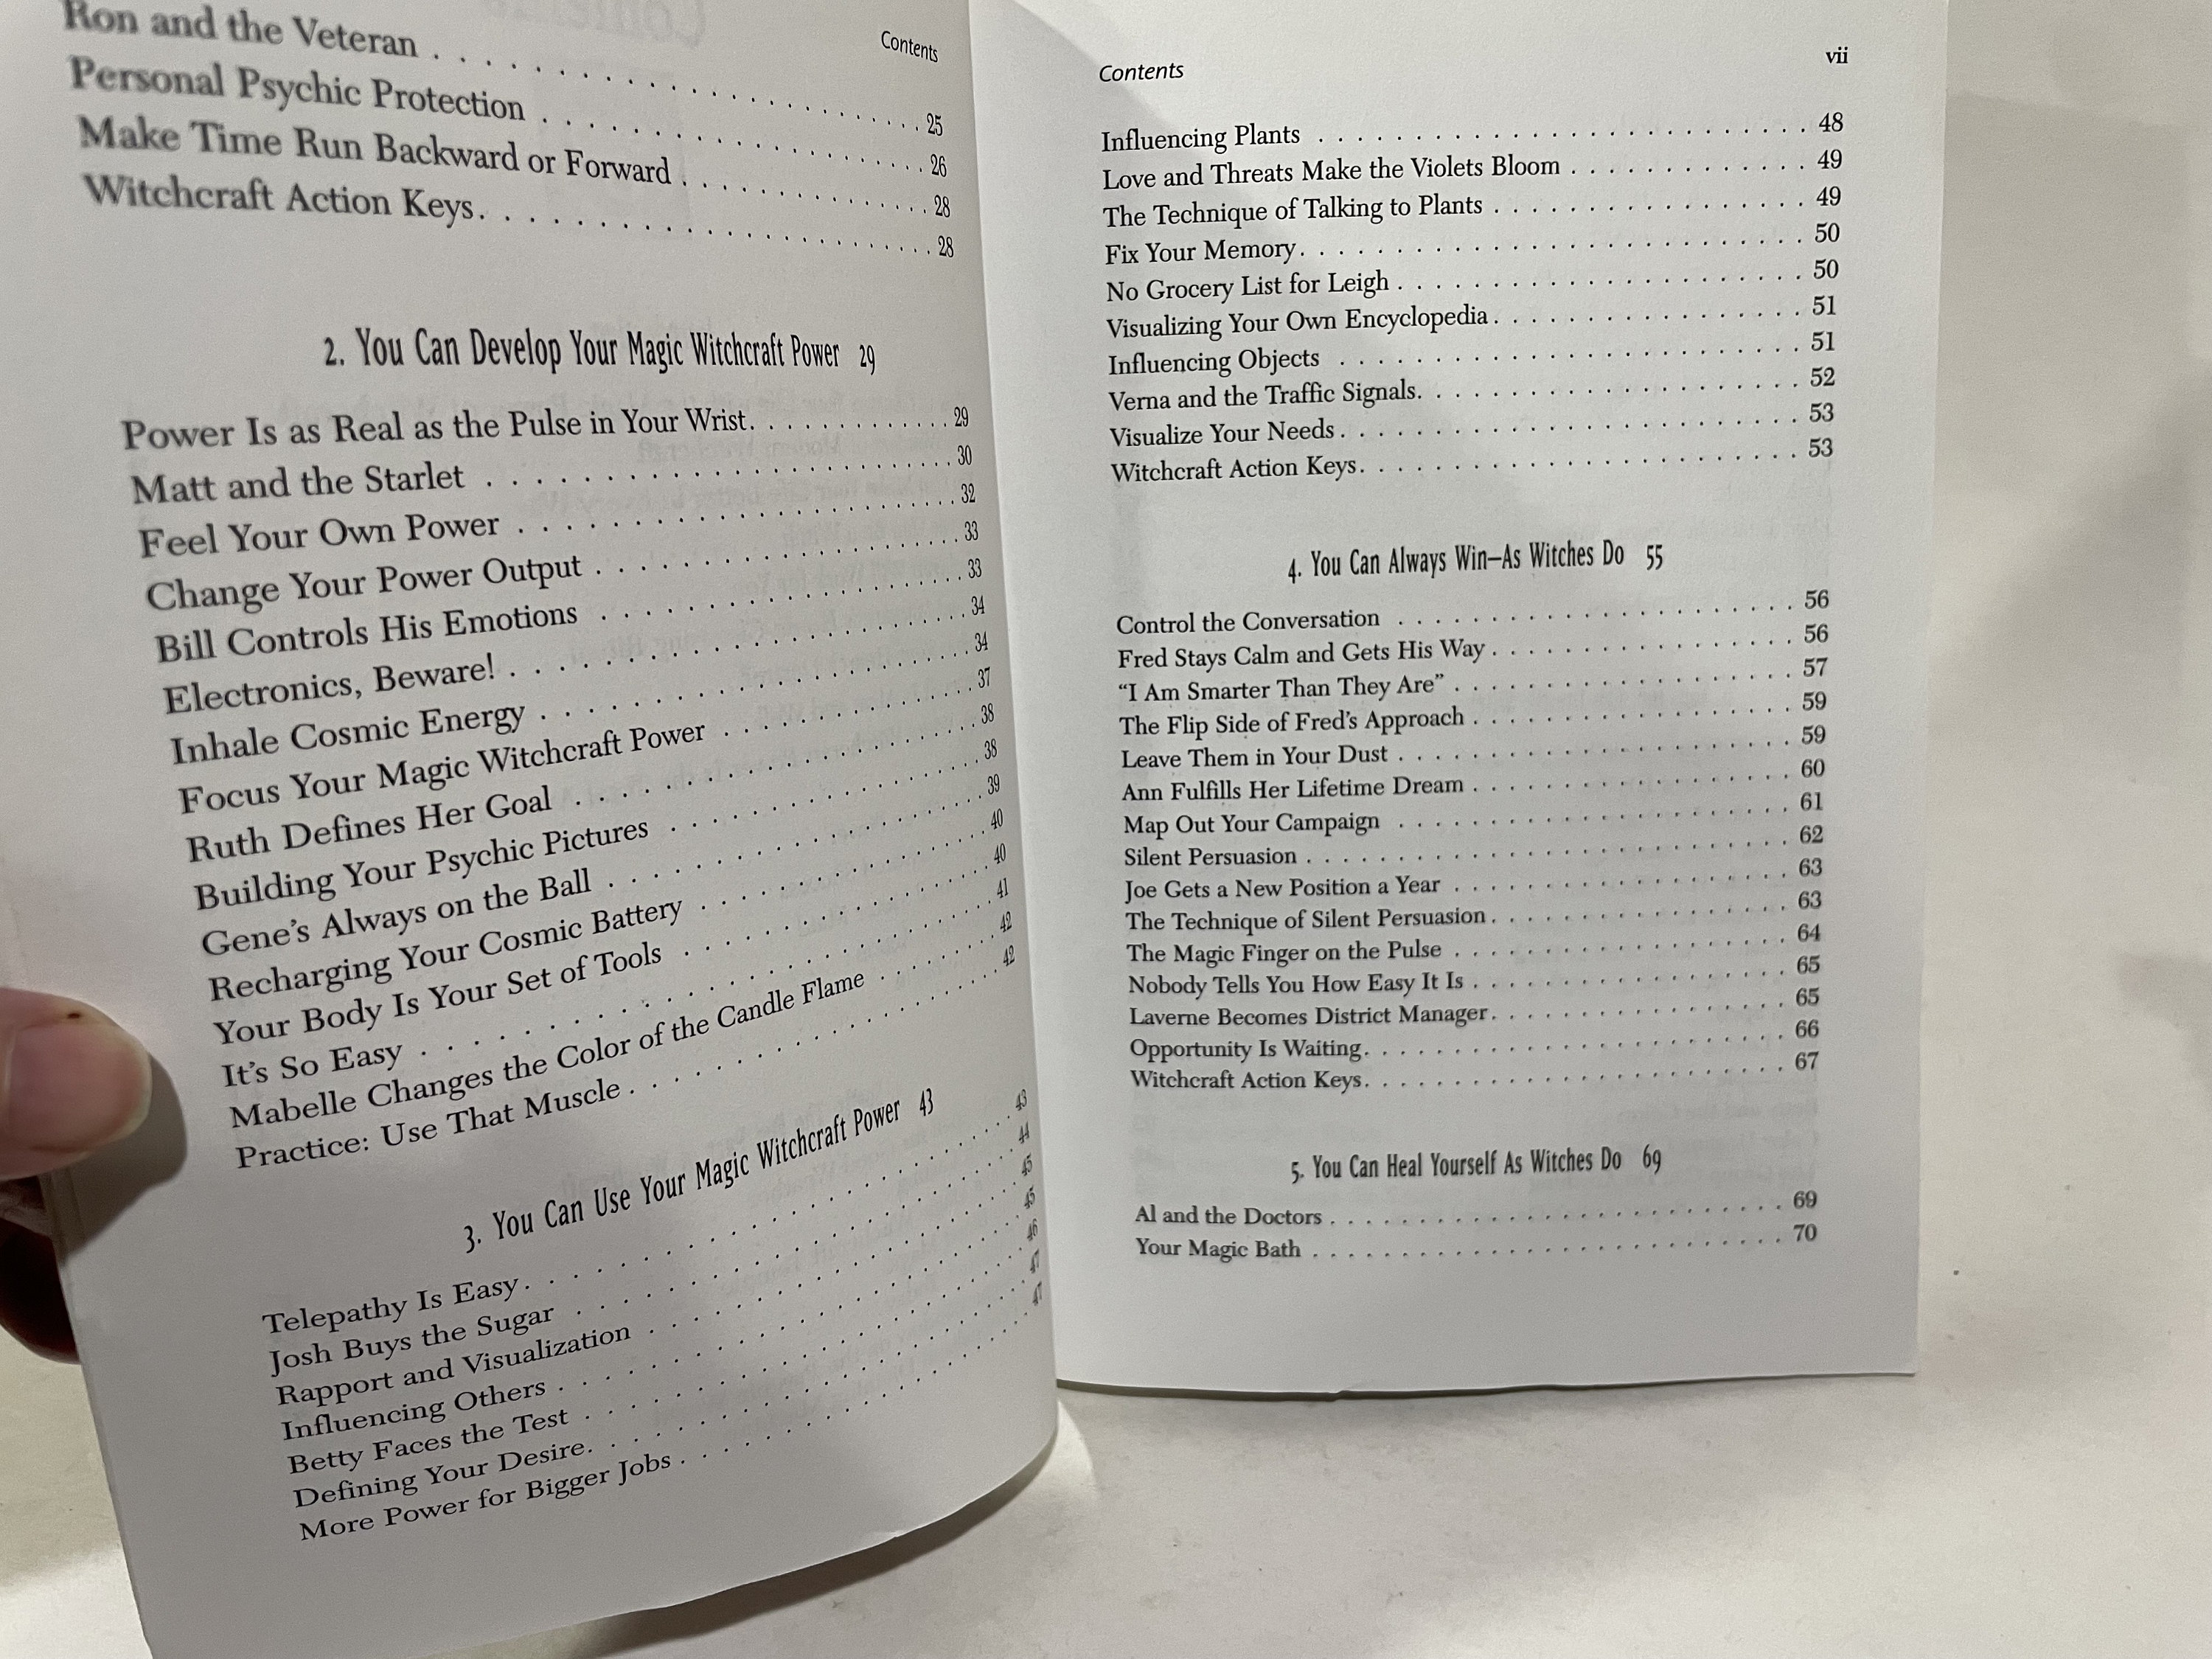 Contents
Ron and the Veteran . . . . . . . . . . . . . . . . . . . . 25
Personal Psychic Protection . . . . . . . . . . . . . . . . . . . . 26
Make Time Run Backward or Forward . . . . . . . . . . . . . . . . 28
Witchcraft Action Keys. . . . . . . . . . . . . . . . . . . . 28
2. You Can Develop Your Magic Witchcraft Power 29
Power Is as Real as the Pulse in Your Wrist. . . . . . . . . . . . 29
Matt and the Starlet . . . . . . . . . . . . . . . . . . . . 30
Feel Your Own Power . . . . . . . . . . . . . . . . . . . . 32
Change Your Power Output . . . . . . . . . . . . . . . . . . . . 33
Bill Controls His Emotions . . . . . . . . . . . . . . . . . . . . 33
Electronics, Beware! . . . . . . . . . . . . . . . . . . . . 34
Inhale Cosmic Energy . . . . . . . . . . . . . . . . . . . . 34
Focus Your Magic Witchcraft Power . . . . . . . . . . . . . . . . 37
Ruth Defines Her Goal . . . . . . . . . . . . . . . . . . . . 38
Building Your Psychic Pictures . . . . . . . . . . . . . . . . . . 38
Gene's Always on the Ball . . . . . . . . . . . . . . . . . . . . 39
Recharging Your Cosmic Battery . . . . . . . . . . . . . . . . . . 40
Your Body Is Your Set of Tools . . . . . . . . . . . . . . . . . . 40
It's So Easy . . . . . . . . . . . . . . . . . . . . 41
Mabelle Changes the Color of the Candle Flame . . . . . . . . 42
Practice: Use That Muscle . . . . . . . . . . . . . . . . . . . . 42
3. You Can Use Your Magic Witchcraft Power 43
Telepathy Is Easy. . . . . . . . . . . . . . . . . . . . 43
Josh Buys the Sugar . . . . . . . . . . . . . . . . . . . . 44
Rapport and Visualization . . . . . . . . . . . . . . . . . . . . 45
Influencing Others . . . . . . . . . . . . . . . . . . . . 45
Betty Faces the Test . . . . . . . . . . . . . . . . . . . . 46
Defining Your Desire. . . . . . . . . . . . . . . . . . . . 47
More Power for Bigger Jobs . . . . . . . . . . . . . . . . . . . . 47
Contents vii
Influencing Plants . . . . . . . . . . . . . . . . . . . . 48
Love and Threats Make the Violets Bloom . . . . . . . . . . . . 49
The Technique of Talking to Plants . . . . . . . . . . . . . . . . 49
Fix Your Memory. . . . . . . . . . . . . . . . . . . . 50
No Grocery List for Leigh . . . . . . . . . . . . . . . . . . . . 50
Visualizing Your Own Encyclopedia. . . . . . . . . . . . . . . . 51
Influencing Objects . . . . . . . . . . . . . . . . . . . . 51
Verna and the Traffic Signals. . . . . . . . . . . . . . . . . . . . 52
Visualize Your Needs . . . . . . . . . . . . . . . . . . . . 53
Witchcraft Action Keys. . . . . . . . . . . . . . . . . . . . 53
4. You Can Always Win—As Witches Do 55
Control the Conversation . . . . . . . . . . . . . . . . . . . . 56
Fred Stays Calm and Gets His Way . . . . . . . . . . . . . . . . 56
“I Am Smarter Than They Are” . . . . . . . . . . . . . . . . . . 57
The Flip Side of Fred's Approach . . . . . . . . . . . . . . . . . 59
Leave Them in Your Dust . . . . . . . . . . . . . . . . . . . . 59
Ann Fulfills Her Lifetime Dream . . . . . . . . . . . . . . . . . 60
Map Out Your Campaign . . . . . . . . . . . . . . . . . . . . 61
Silent Persuasion . . . . . . . . . . . . . . . . . . . . 62
Joe Gets a New Position a Year . . . . . . . . . . . . . . . . . . 63
The Technique of Silent Persuasion. . . . . . . . . . . . . . . . 63
The Magic Finger on the Pulse . . . . . . . . . . . . . . . . . . 64
Nobody Tells You How Easy It Is . . . . . . . . . . . . . . . . . 65
Laverne Becomes District Manager. . . . . . . . . . . . . . . . 65
Opportunity Is Waiting. . . . . . . . . . . . . . . . . . . . 66
Witchcraft Action Keys. . . . . . . . . . . . . . . . . . . . 67
5. You Can Heal Yourself As Witches Do 69
Al and the Doctors . . . . . . . . . . . . . . . . . . . . 69
Your Magic Bath . . . . . . . . . . . . . . . . . . . . 70